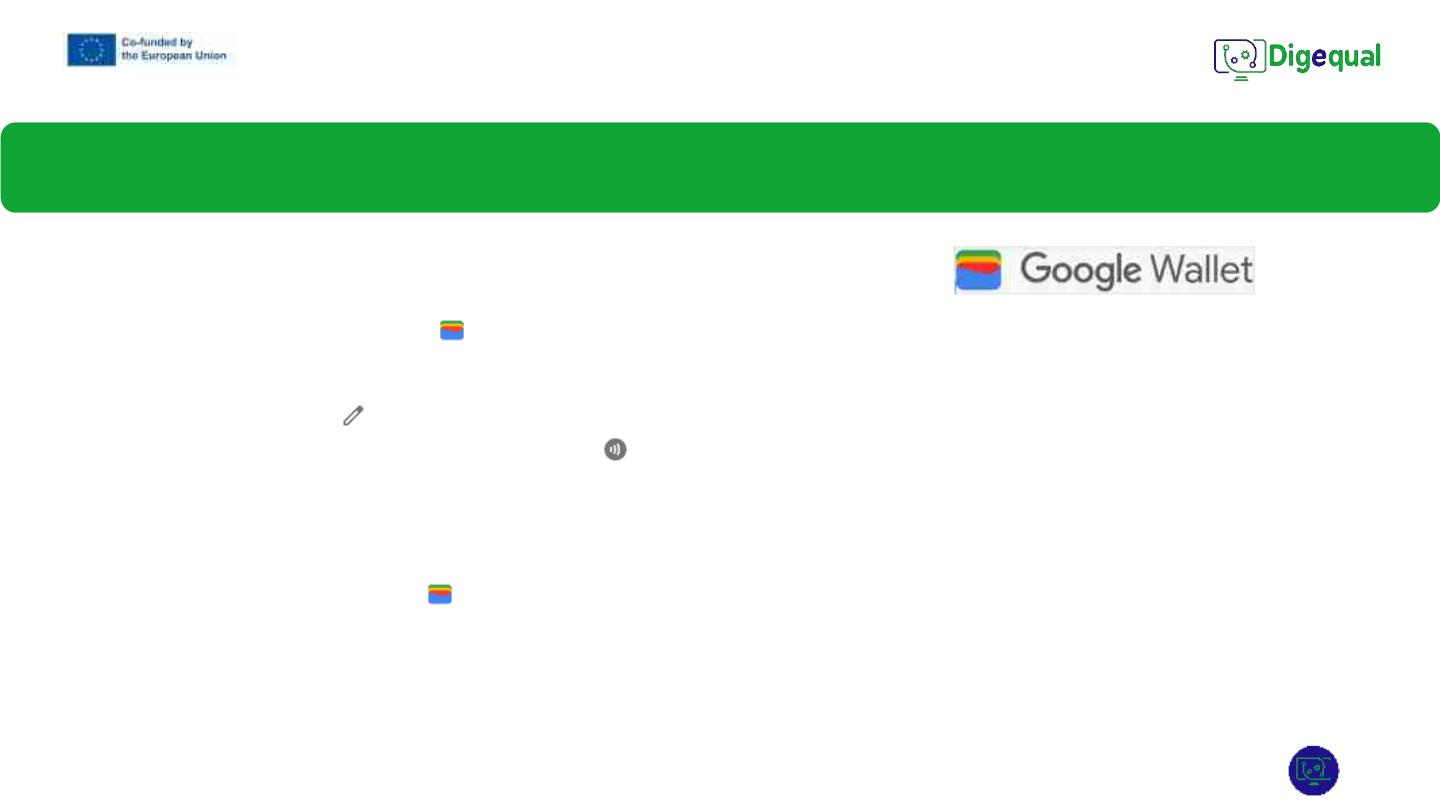 Co-funded by
the European Union
Digequal
Google Wallet